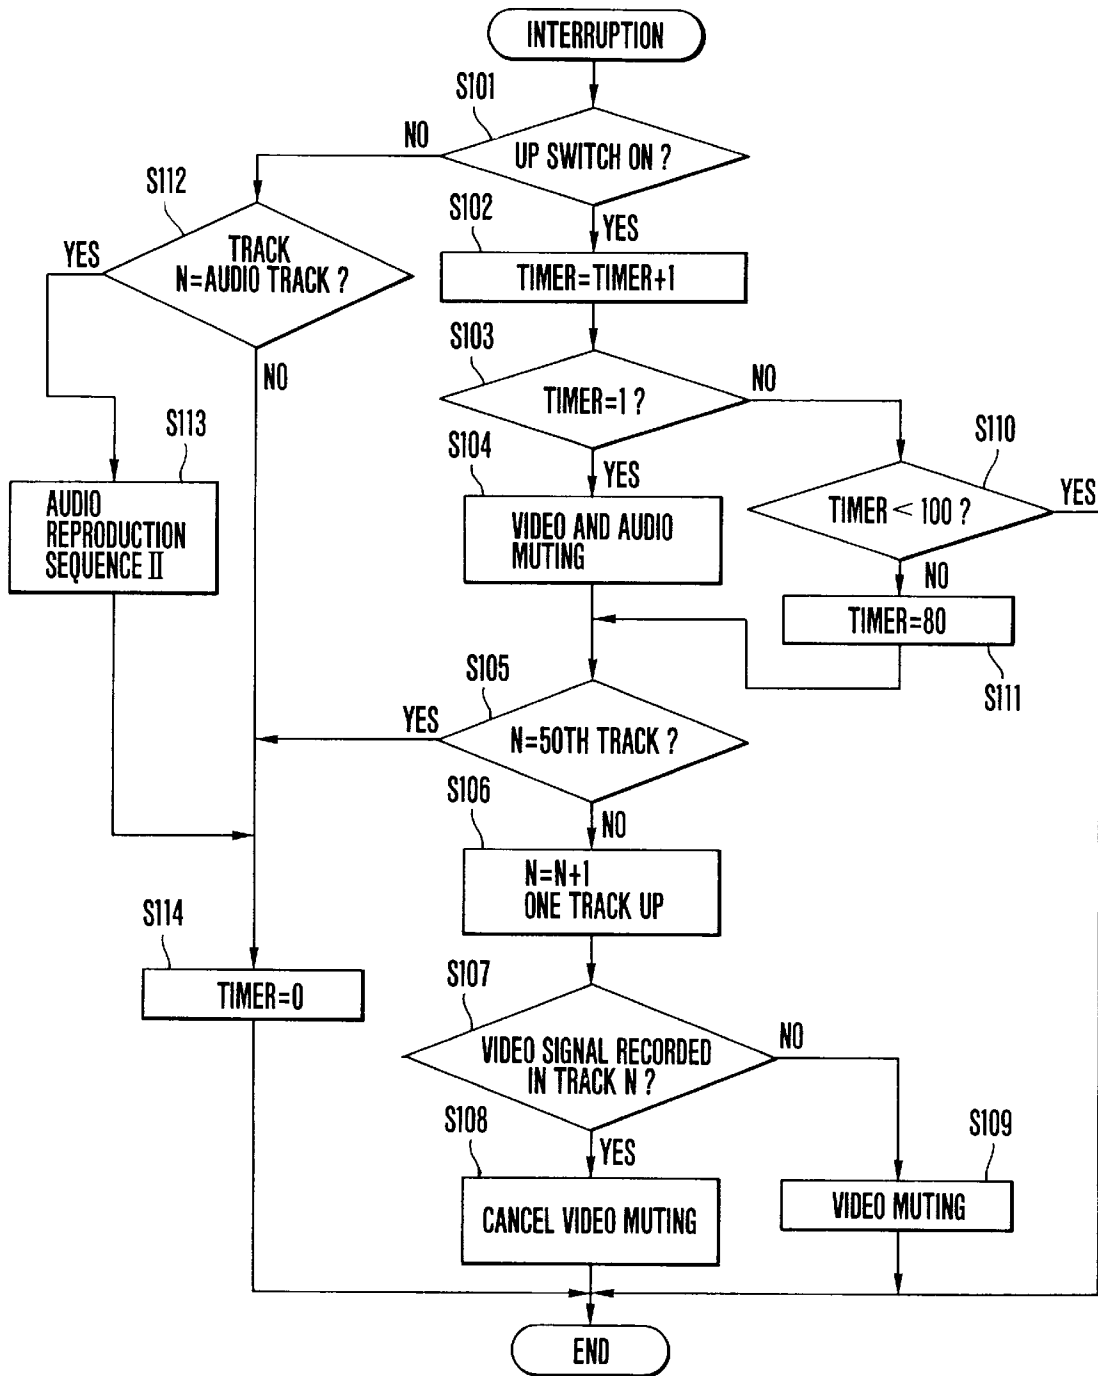 INTERRUPTION
S101
UP SWITCH ON ?
NO
YES
S112
TRACK
N=AUDIO TRACK ?
YES
NO
S102
TIMER=TIMER+1
S103
TIMER=1 ?
NO
YES
S113
AUDIO
REPRODUCTION
SEQUENCE II
S104
VIDEO AND AUDIO
MUTING
S110
TIMER < 100 ?
YES
NO
TIMER=80
S111
S105
N=50TH TRACK ?
YES
NO
S106
N=N+1
ONE TRACK UP
S114
TIMER=0
S107
VIDEO SIGNAL RECORDED
IN TRACK N ?
NO
YES
S108
CANCEL VIDEO MUTING
S109
VIDEO MUTING
END